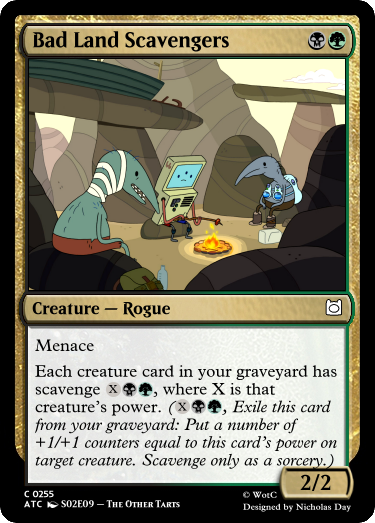 Bad Land Scavengers
Creature — Rogue
Menace
Each creature card in your graveyard has
scavenge X, where X is that
creature's power. (X, Exile this card
from your graveyard: Put a number of
+1/+1 counters equal to this card's power on
target creature. Scavenge only as a sorcery.)
2/2
C 0255
ATC S02E09 – The Other Tarts
© WotC
Designed by Nicholas Day